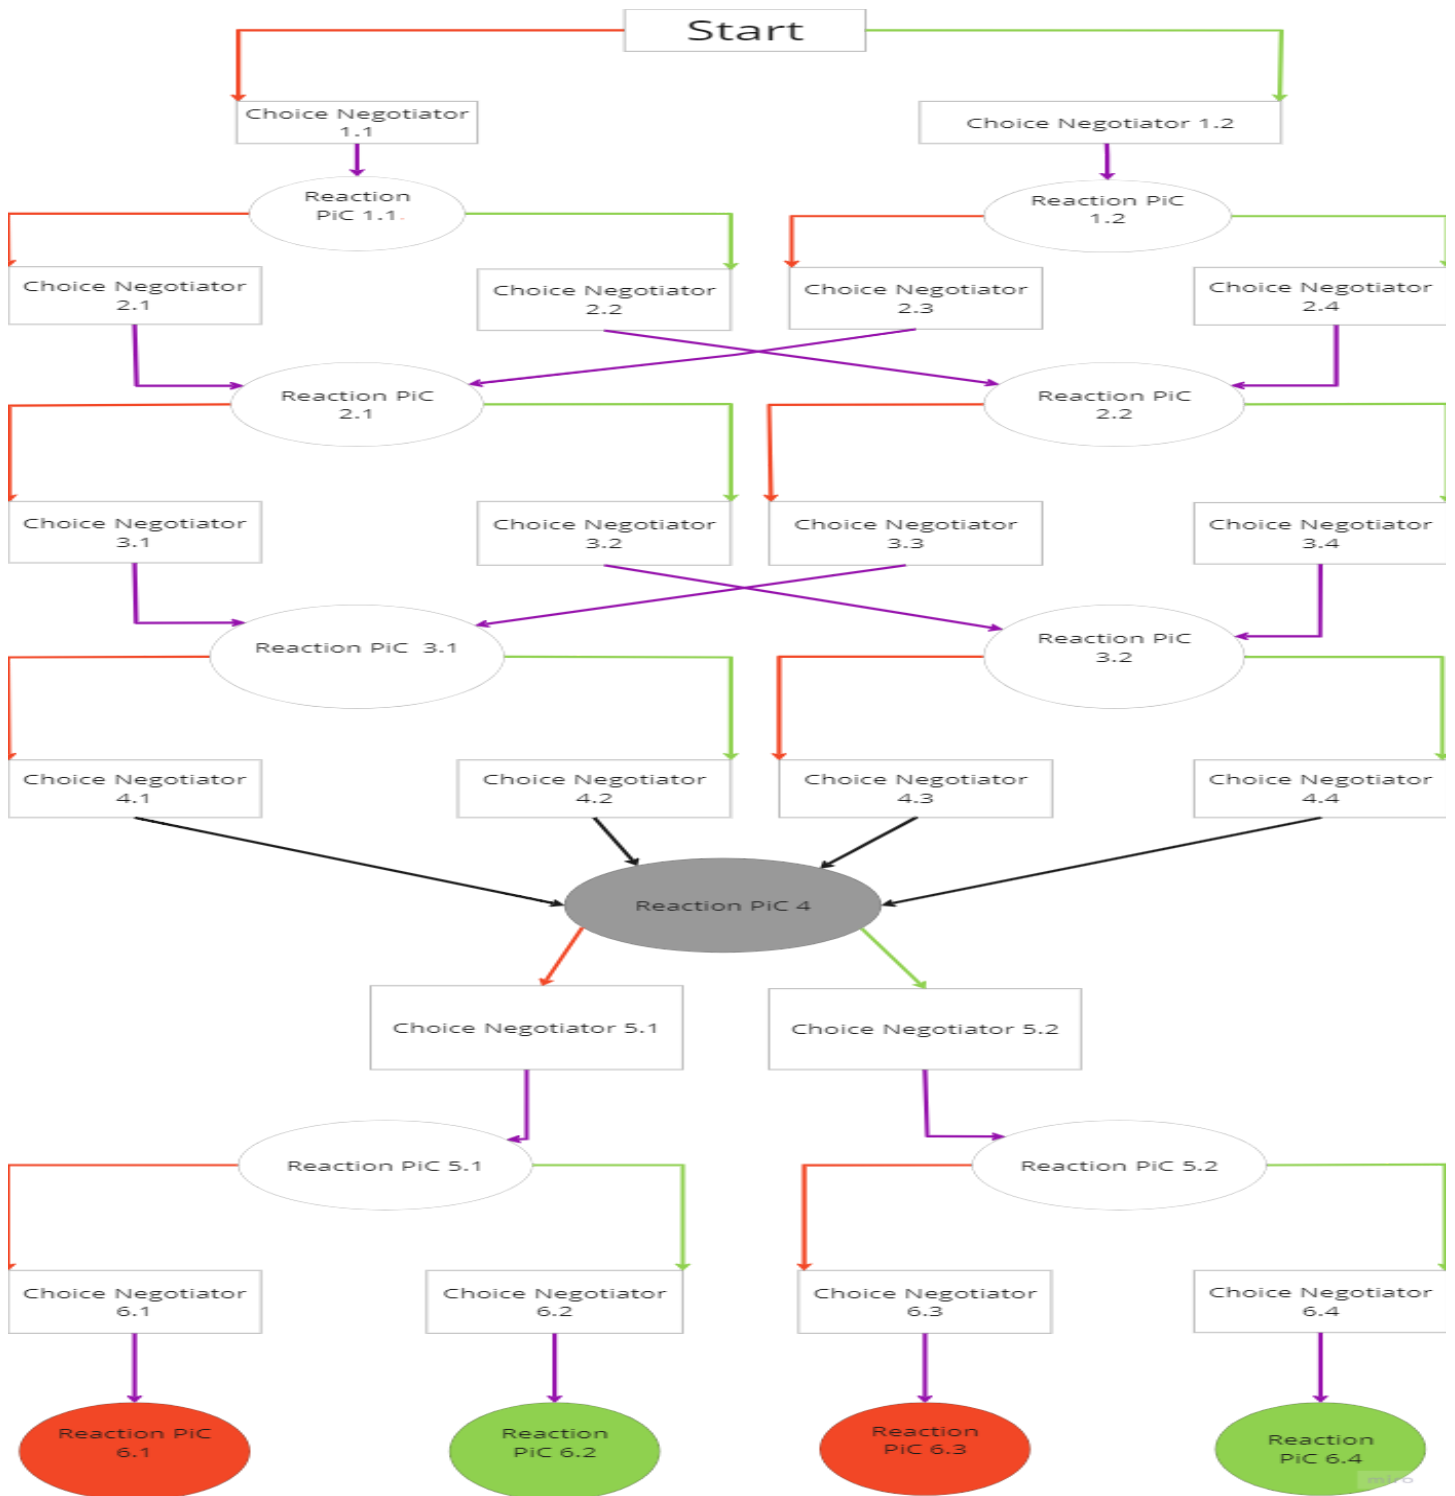 Start
Choice Negotiator
1.1
Choice Negotiator 1.2
Reaction
PiC 1.1.
Reaction PiC
1.2
Choice Negotiator
2.1
Choice Negotiator
2.2
Choice Negotiator
2.3
Choice Negotiator
2.4
Reaction PiC
2.1
Reaction PiC
2.2
Choice Negotiator
3.1
Choice Negotiator
3.2
Choice Negotiator
3.3
Choice Negotiator
3.4
Reaction PiC  3.1
Reaction PiC
3.2
Choice Negotiator
4.1
Choice Negotiator
4.2
Choice Negotiator
4.3
Choice Negotiator
4.4
Reaction PiC 4
Choice Negotiator 5.1
Choice Negotiator 5.2
Reaction PiC 5.1
Reaction PiC 5.2
Choice Negotiator
6.1
Choice Negotiator
6.2
Choice Negotiator
6.3
Choice Negotiator
6.4
Reaction PiC
6.1
Reaction
PiC 6.2
Reaction
PiC 6.3
Reaction
PiC 6.4
miro